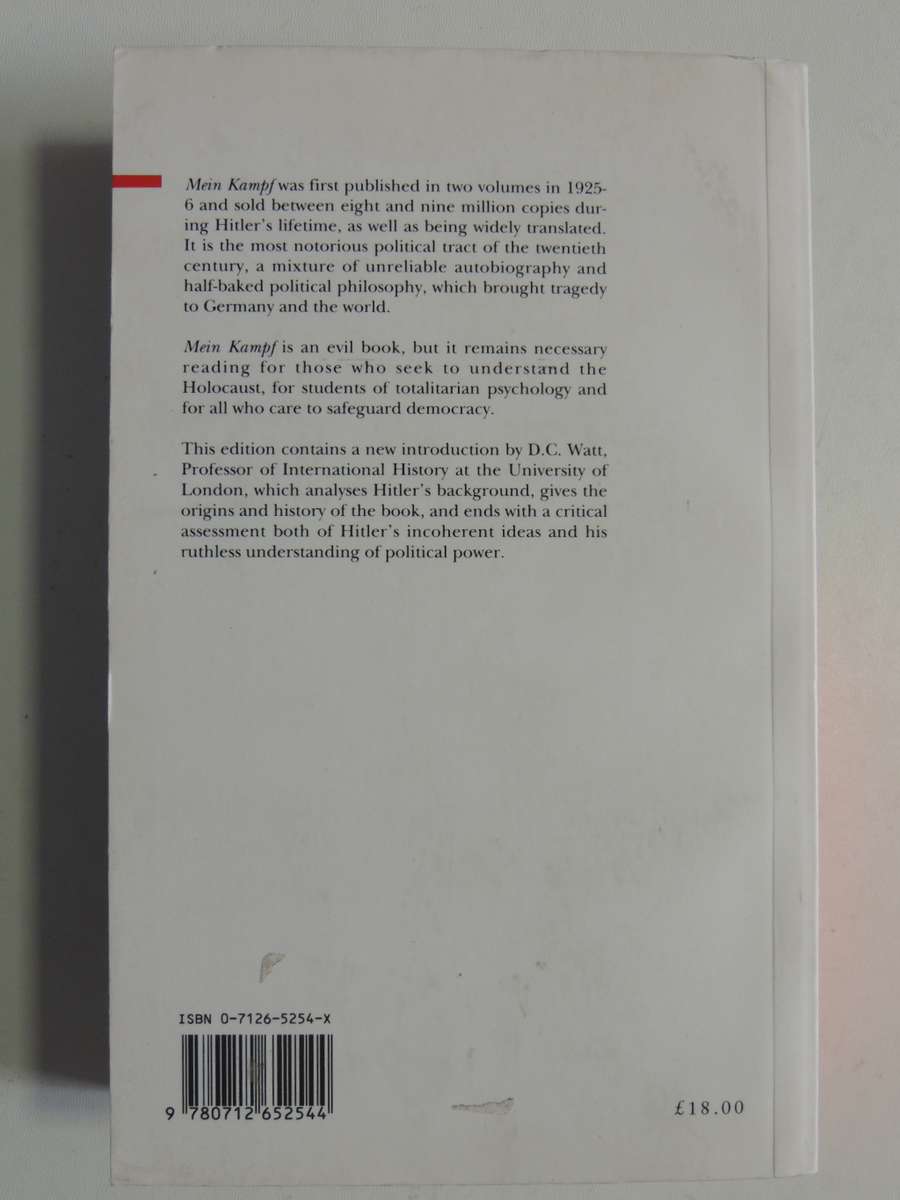 Mein Kampf was first published in two volumes in 1925-
6 and sold between eight and nine million copies dur-
ing Hitler's lifetime, as well as being widely translated.
It is the most notorious political tract of the twentieth
century, a mixture of unreliable autobiography and
half-baked political philosophy, which brought tragedy
to Germany and the world.
Mein Kampf is an evil book, but it remains necessary
reading for those who seek to understand the
Holocaust, for students of totalitarian psychology and
for all who care to safeguard democracy.
This edition contains a new introduction by D.C. Watt,
Professor of International History at the University of
London, which analyses Hitler's background, gives the
origins and history of the book, and ends with a critical
assessment both of Hitler's incoherent ideas and his
ruthless understanding of political power.
ISBN 0-7126-5254-X
9 780712 652544
£18.00